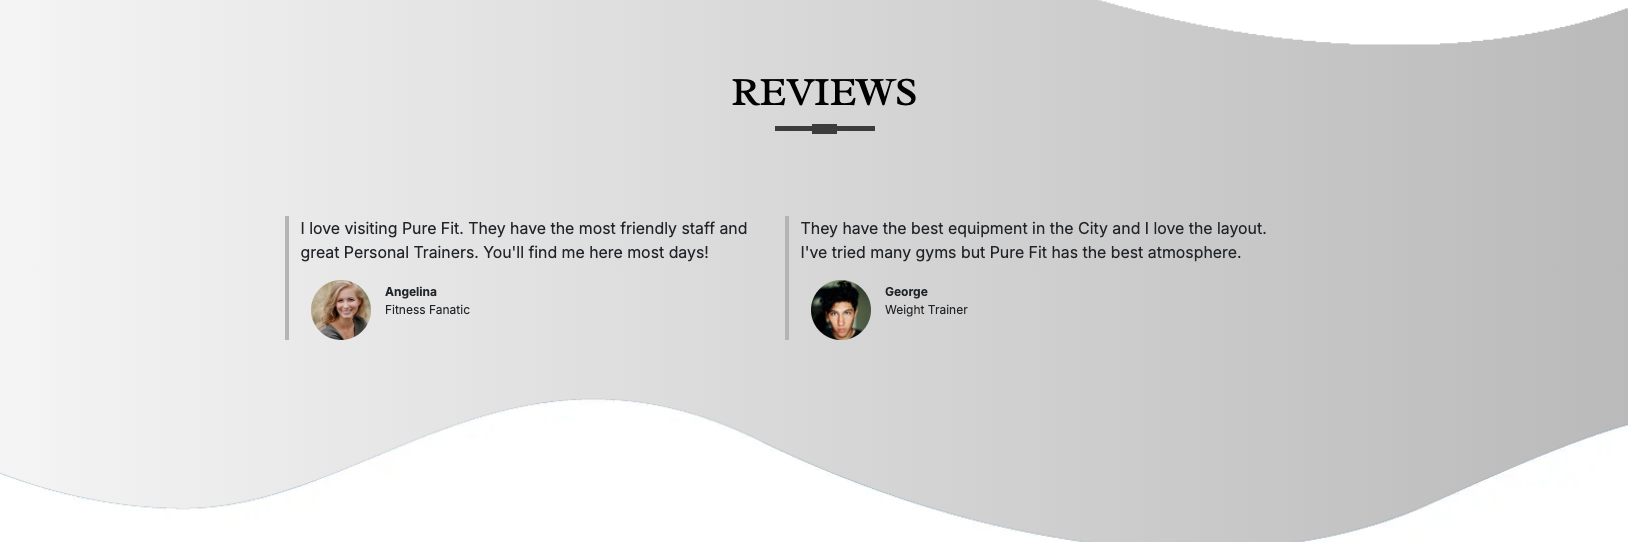 REVIEWS
I love visiting Pure Fit. They have the most friendly staff and
great Personal Trainers. You'll find me here most days!
Angelina
Fitness Fanatic
They have the best equipment in the City and I love the layout.
I've tried many gyms but Pure Fit has the best atmosphere.
George
Weight Trainer